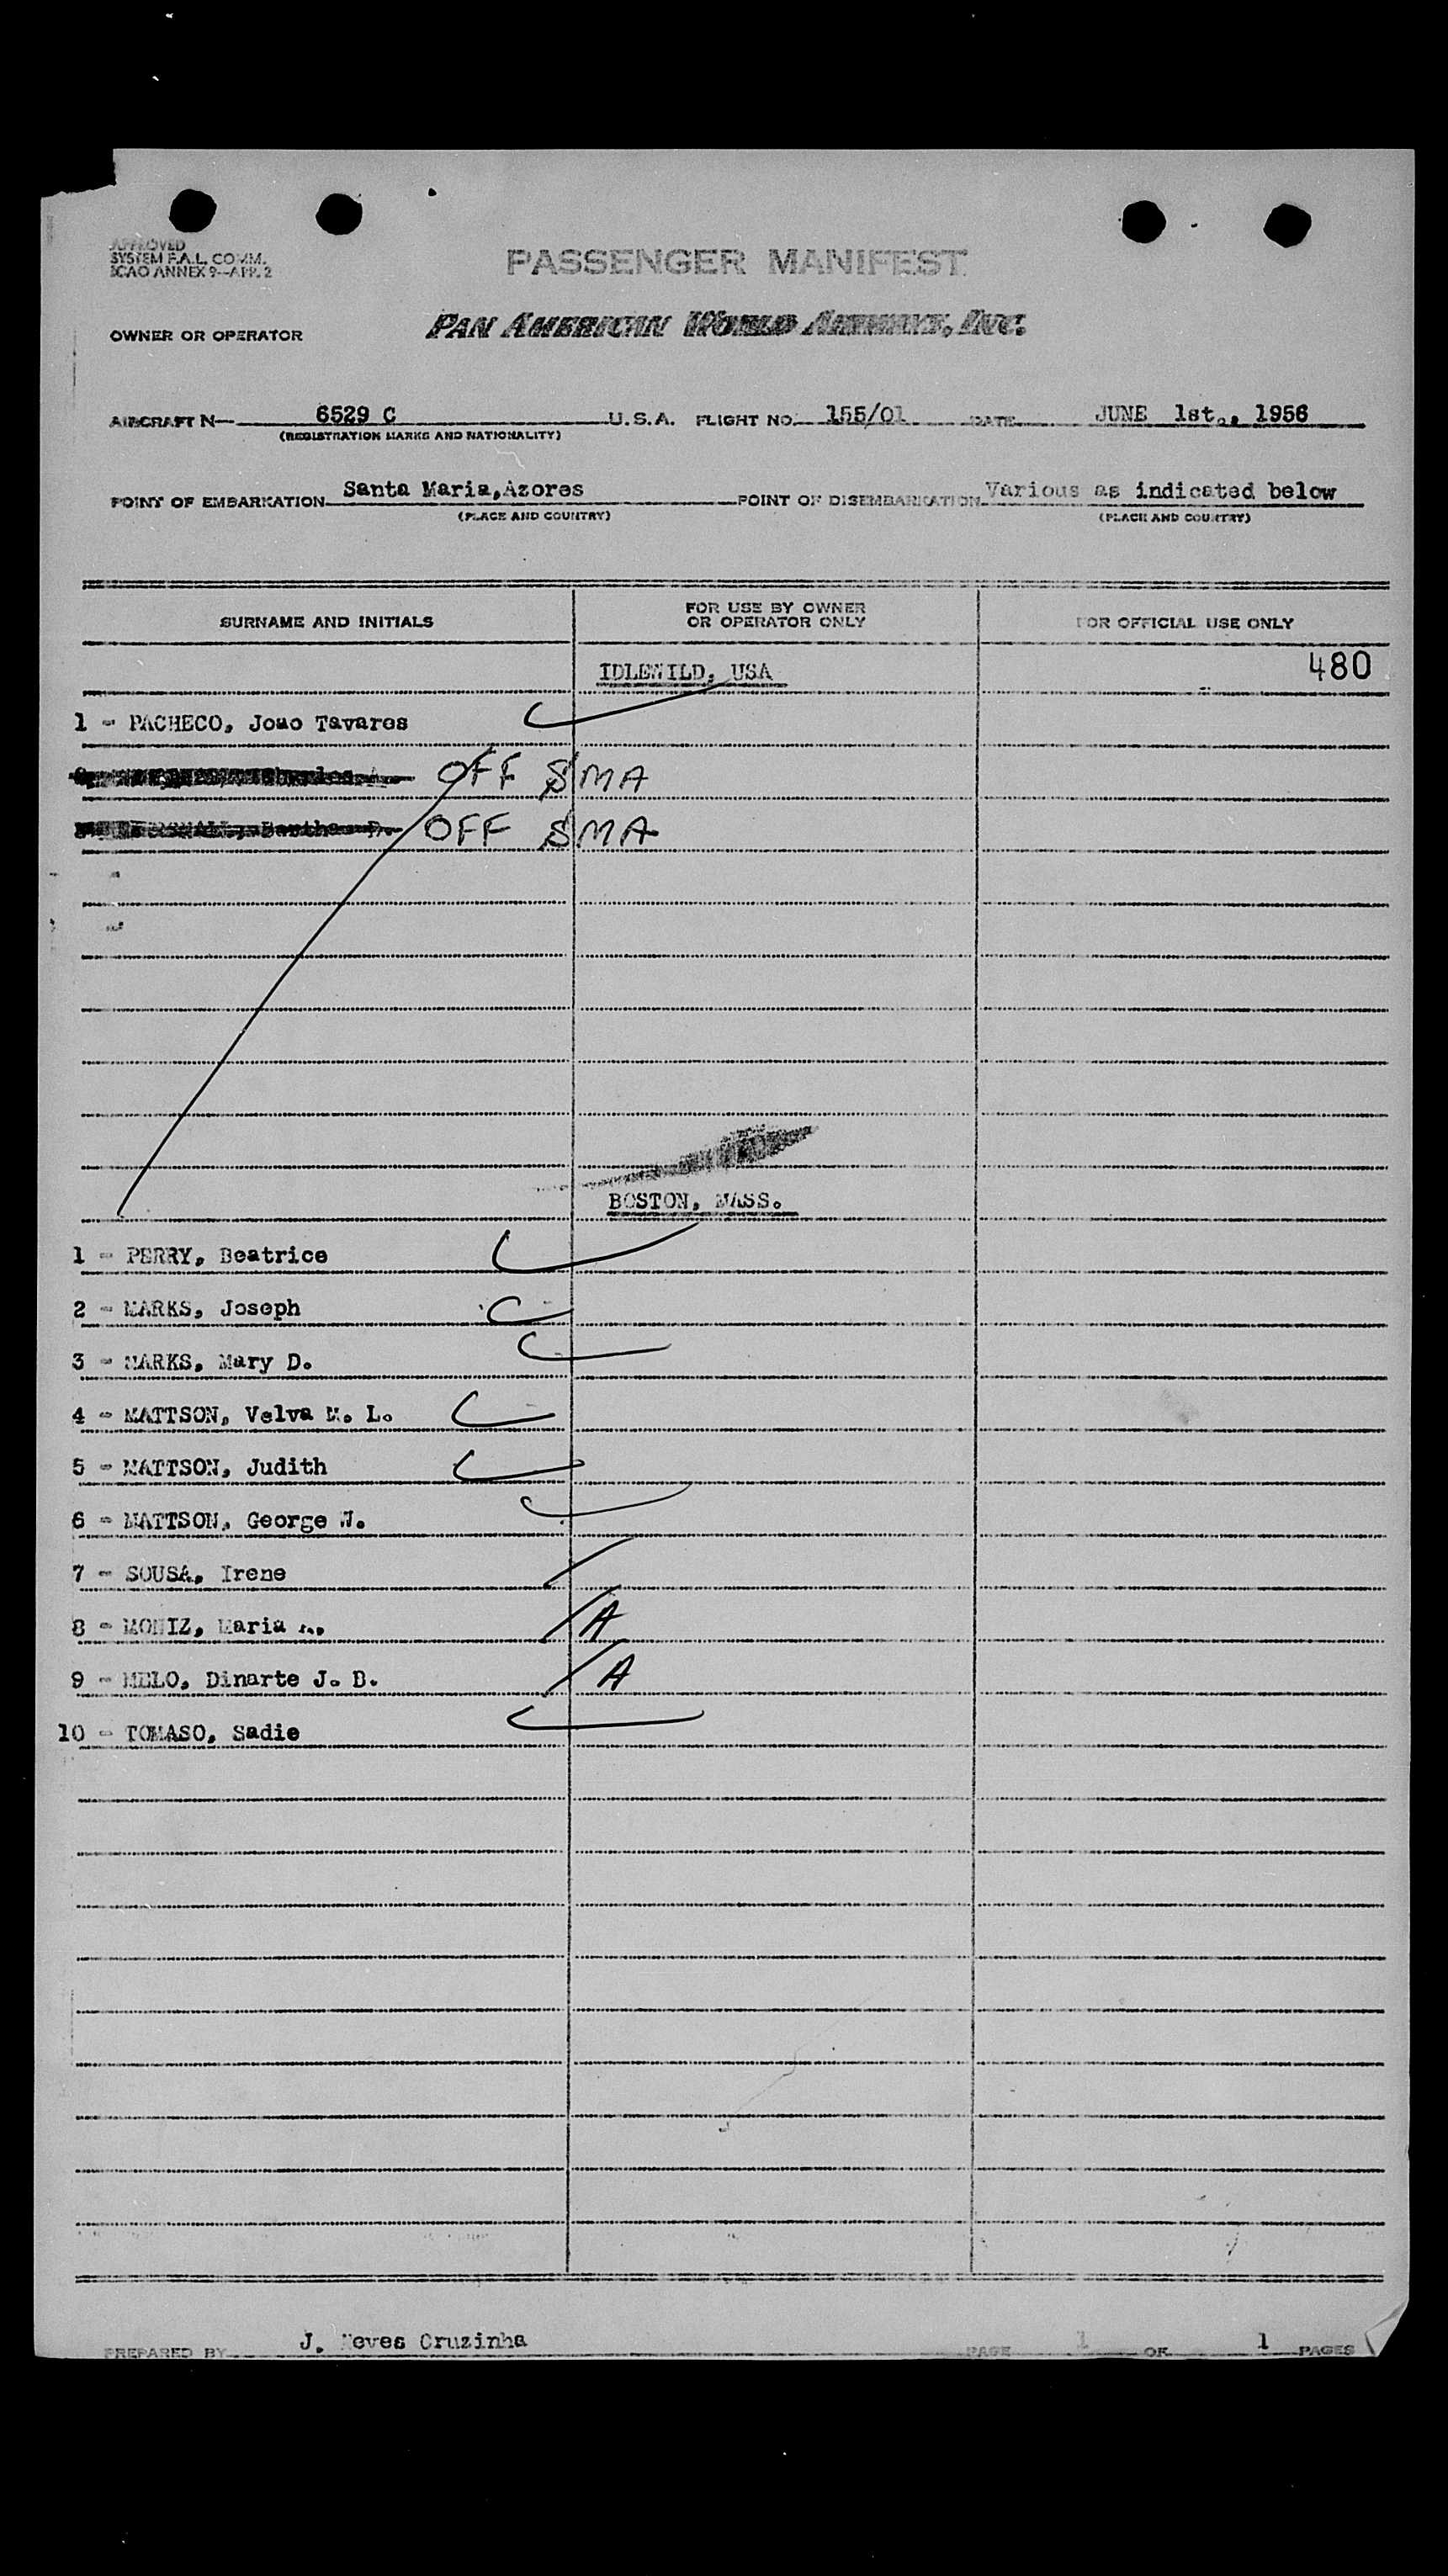 APPROVED
SYSTEM F.A.L. COMM.
ICAO ANNEX 9—APP. 2
PASSENGER MANIFEST
OWNER OR OPERATOR PAN AMERICAN WORLD AIRWAYS, INC.
AIRCRAFT N— 6529 C U.S.A. FLIGHT NO. 155/01 DATE JUNE 1st., 1956
(REGISTRATION MARKS AND NATIONALITY)
POINT OF EMBARKATION Santa Maria,Azores POINT OF DISEMBARKATION Various as indicated below
(PLACE AND COUNTRY) (PLACE AND COUNTRY)
SURNAME AND INITIALS FOR USE BY OWNER OR OPERATOR ONLY FOR OFFICIAL USE ONLY
IDLEWILD, USA 480
1 - PACHECO, Joao Tavares
Charles OFF SMA
OFF SMA
BOSTON, MASS.
1 - PERRY, Beatrice
2 - MARKS, Joseph
3 - MARKS, Mary D.
4 - MATTSON, Velva M. L.
5 - MATTSON, Judith
6 - MATTSON, George W.
7 - SOUSA, Irene
8 - MONIZ, Maria A. A
9 - MELO, Dinarte J. B. A
10 - TOMASO, Sadie
PREPARED BY J. Neves Cruzinha PAGE 1 OF 1 PAGES